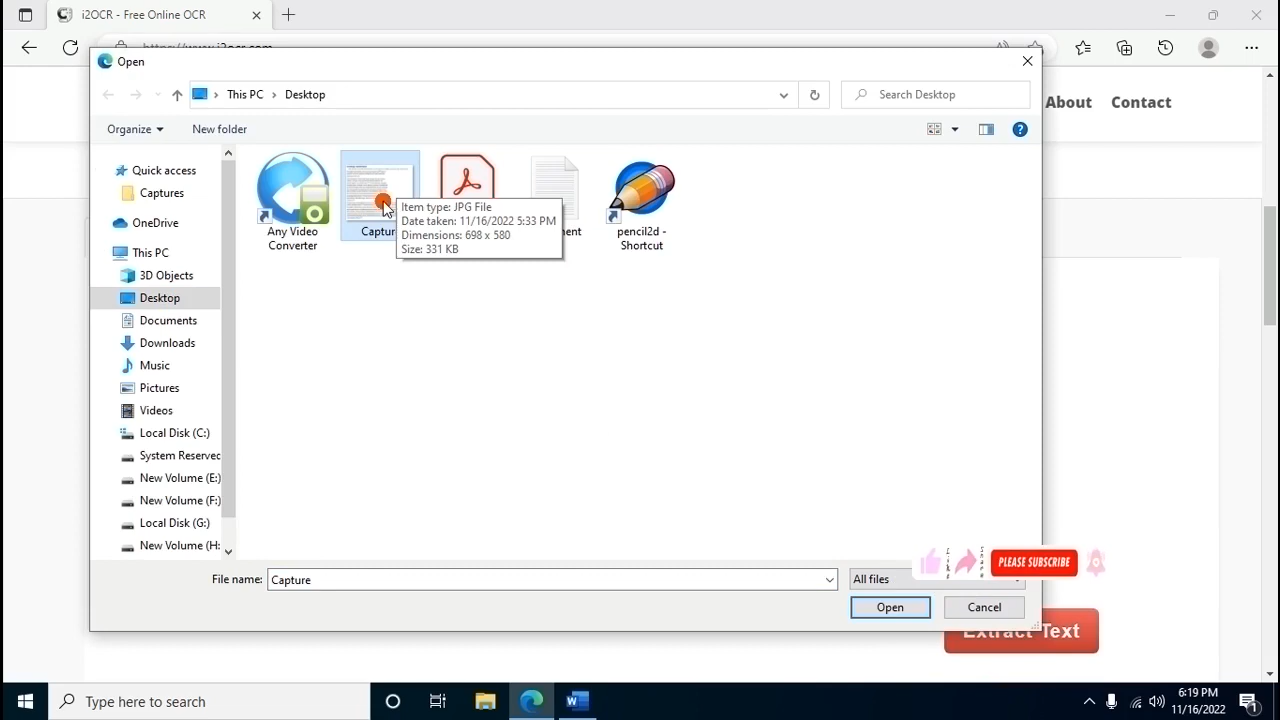 i2OCR - Free Online OCR
https://www.i2ocr.com
Open
This PC
Desktop
Search Desktop
About
Contact
Organize
New folder
Quick access
Captures
OneDrive
This PC
3D Objects
Desktop
Documents
Downloads
Music
Pictures
Videos
Local Disk (C:)
System Reserved
New Volume (E:)
New Volume (F:)
Local Disk (G:)
New Volume (H:
Any Video
Converter
Captur
Item type: JPG File
Date taken: 11/16/2022 5:33 PM
Dimensions: 698 x 580
Size: 331 KB
ment
pencil2d -
Shortcut
File name:
Capture
All files
PLEASE SUBSCRIBE
Open
Cancel
Extract Text
Type here to search
6:19 PM
11/16/2022
1